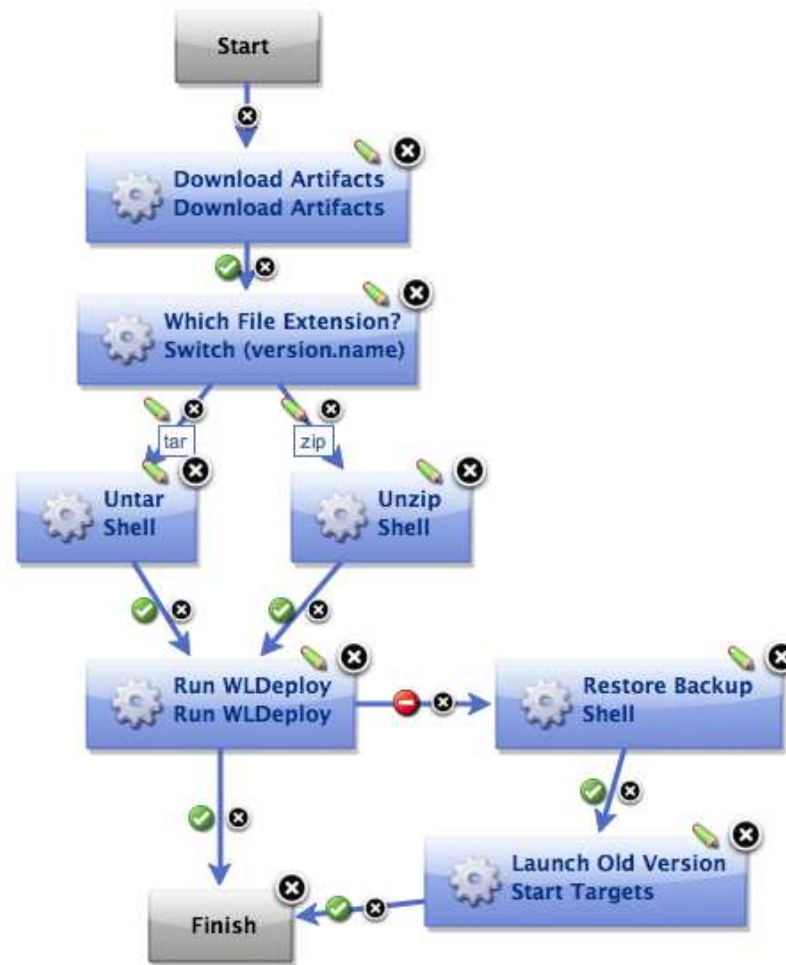 Start
Download Artifacts
Download Artifacts
Which File Extension?
Switch (version.name)
tar
zip
Untar
Shell
Unzip
Shell
Run WLDeploy
Run WLDeploy
Restore Backup
Shell
Launch Old Version
Start Targets
Finish